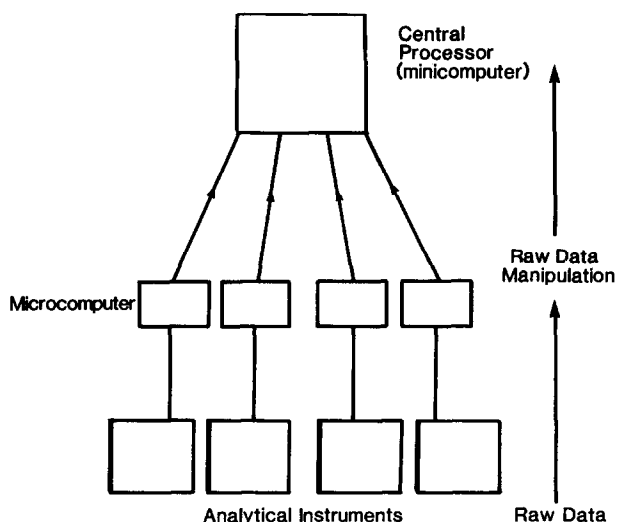 Central
Processor
(minicomputer)
Raw Data
Manipulation
Microcomputer
Analytical Instruments
Raw Data